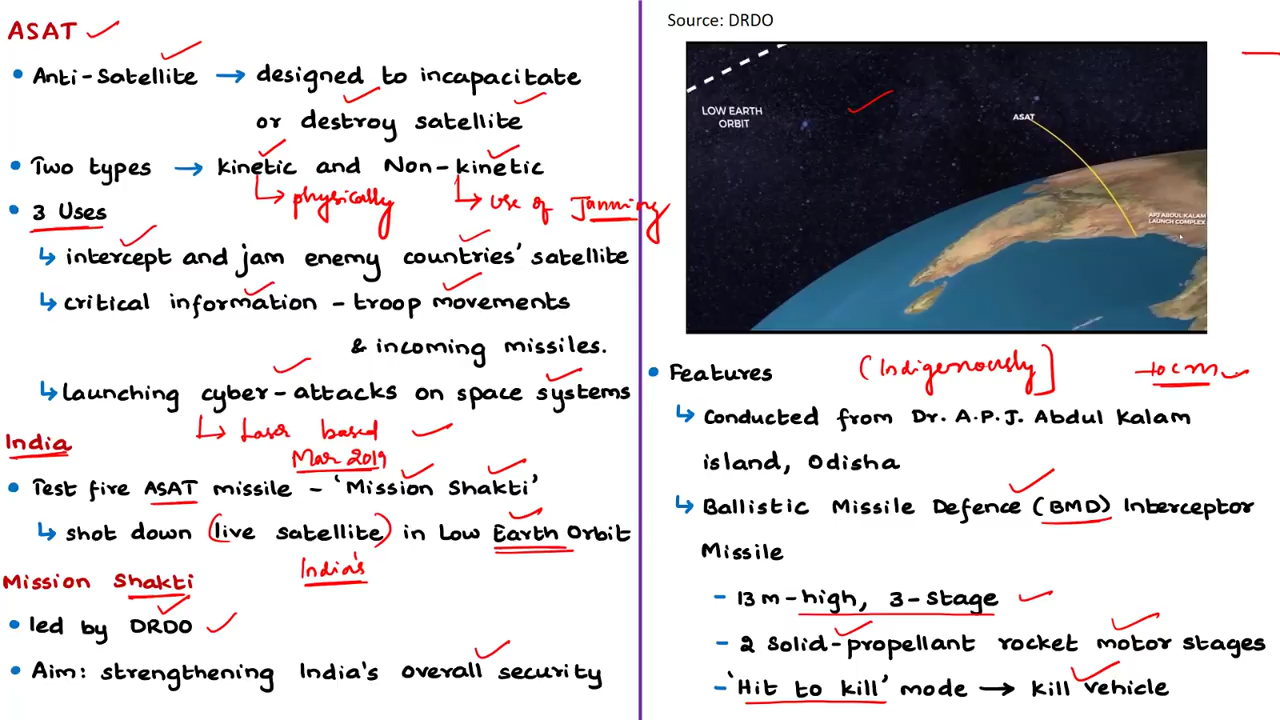 ASAT
Anti-Satellite → designed to incapacitate
or destroy satellite
Two types → kinetic and Non-kinetic
physically
use of Jamming
3 Uses
intercept and jam enemy countries' satellite
critical information - troop movements
& incoming missiles.
launching cyber-attacks on space systems
Laser based
India
Mar 2019
Test fire ASAT missile - 'Mission Shakti'
shot down (live satellite) in Low Earth Orbit
India's
Mission Shakti
led by DRDO
Aim: strengthening India's overall security
Source: DRDO
LOW EARTH
ORBIT
ASAT
APJ ABDUL KALAM
LAUNCH COMPLEX
Features
(Indigenously]
10cm
Conducted from Dr. A.P.J. Abdul Kalam
island, Odisha
Ballistic Missile Defence (BMD) Interceptor
Missile
- 13m-high, 3-stage
- 2 Solid-propellant rocket motor stages
- 'Hit to kill' mode → kill vehicle